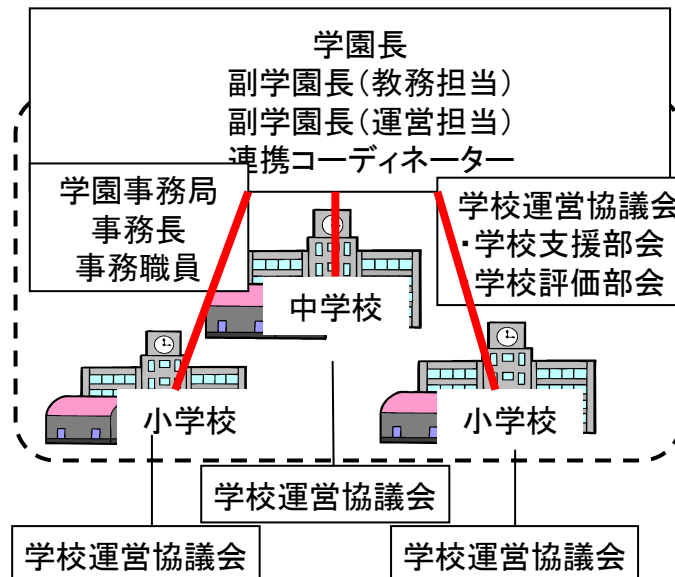 学園長
副学園長(教務担当)
副学園長(運営担当)
連携コーディネーター
学園事務局
事務長
事務職員
学校運営協議会
・学校支援部会
学校評価部会
中学校
小学校
小学校
学校運営協議会
学校運営協議会
学校運営協議会